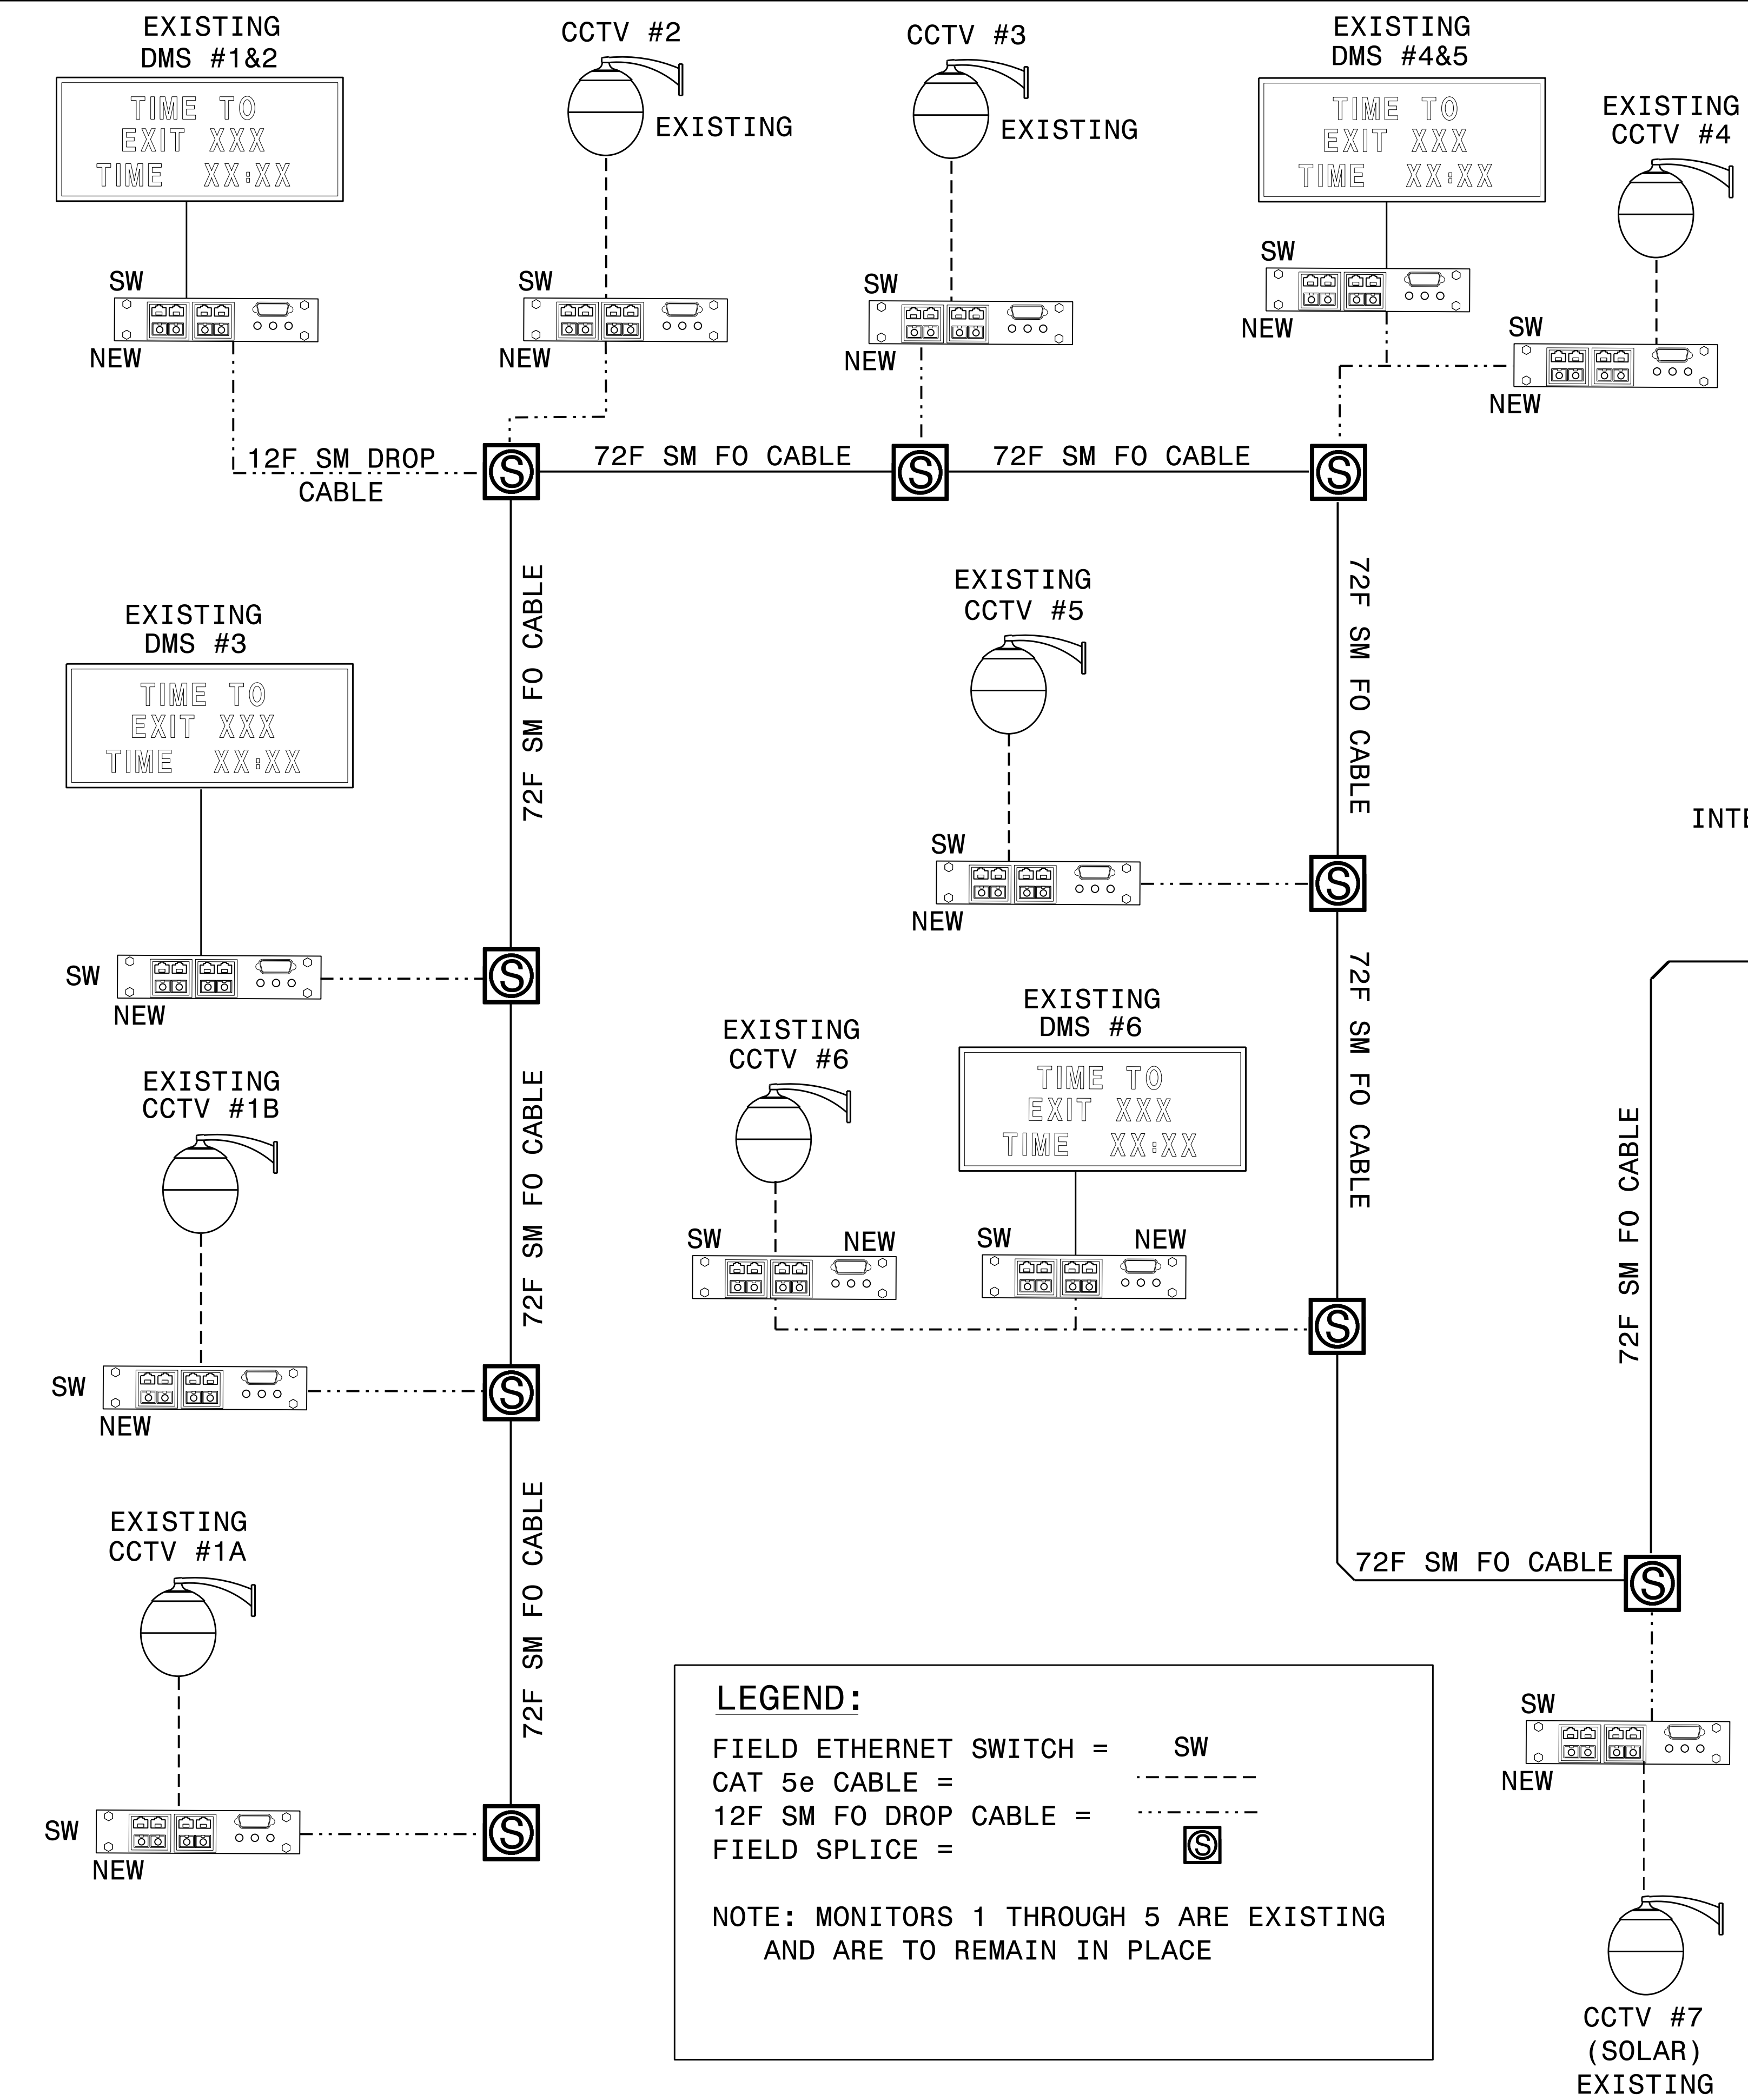 EXISTING
DMS #1&2
TIME TO
EXIT XXX
TIME XX:XX
SW
NEW
CCTV #2
EXISTING
SW
NEW
CCTV #3
EXISTING
SW
NEW
EXISTING
DMS #4&5
TIME TO
EXIT XXX
TIME XX:XX
SW
NEW
EXISTING
CCTV #4
SW
NEW
12F SM DROP
CABLE
S
72F SM FO CABLE
S
72F SM FO CABLE
S
72F SM FO CABLE
72F SM FO CABLE
EXISTING
DMS #3
TIME TO
EXIT XXX
TIME XX:XX
SW
NEW
S
EXISTING
CCTV #5
SW
NEW
S
INTE
72F SM FO CABLE
72F SM FO CABLE
EXISTING
CCTV #1B
SW
NEW
S
EXISTING
CCTV #6
SW
NEW
EXISTING
DMS #6
TIME TO
EXIT XXX
TIME XX:XX
SW
NEW
S
72F SM FO CABLE
72F SM FO CABLE
EXISTING
CCTV #1A
SW
NEW
S
72F SM FO CABLE
72F SM FO CABLE
S
SW
NEW
CCTV #7
(SOLAR)
EXISTING
LEGEND:
FIELD ETHERNET SWITCH = SW
CAT 5e CABLE =
12F SM FO DROP CABLE =
FIELD SPLICE = S
NOTE: MONITORS 1 THROUGH 5 ARE EXISTING
AND ARE TO REMAIN IN PLACE